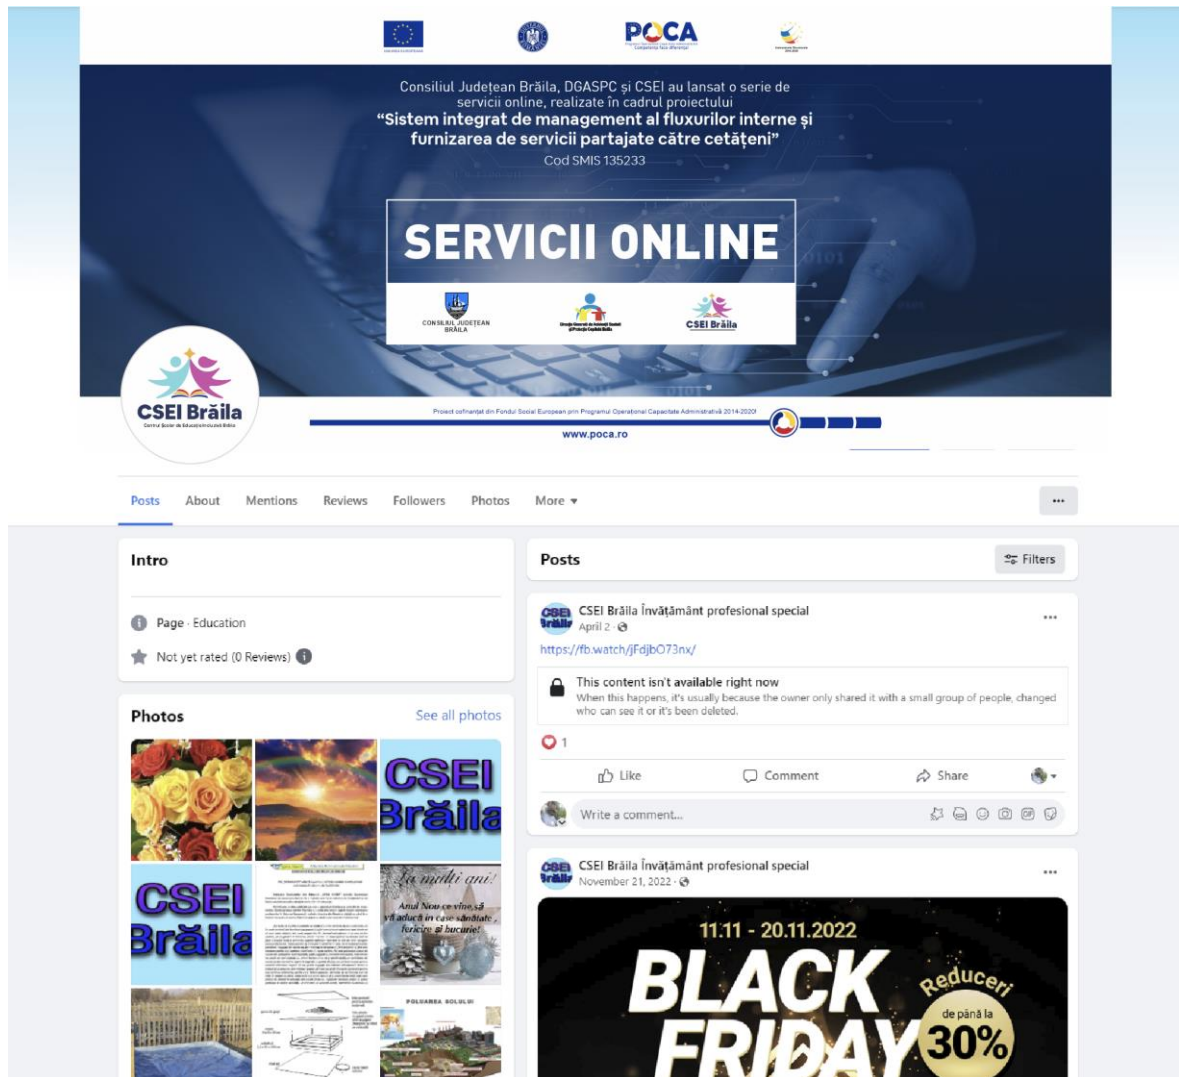 POCA
Consiliul Județean Brăila, DGASPC și CSEI au lansat o serie de
servicii online, realizate în cadrul proiectului
“Sistem integrat de management al fluxurilor interne și
furnizarea de servicii partajate către cetățeni”
Cod SMIS 135233
SERVICII ONLINE
CONSILIUL JUDEȚEAN
BRĂILA
CSEI Brăila
CSEI Brăila
Proiect cofinanțat din Fondul Social European prin Programul Operațional Capacitate Administrativă 2014-2020!
www.poca.ro
Posts
About
Mentions
Reviews
Followers
Photos
More
Intro
Page · Education
Not yet rated (0 Reviews)
Photos
See all photos
CSEI
Brăila
CSEI
Brăila
La mulți ani!
Anul Nou ce vine,să
vă aducă în case sănătate ,
fericire și bucurie!
POLUAREA SOLULUI
Posts
Filters
CSEI Brăila Învățământ profesional special
April 2
https://fb.watch/jFdjbO73nx/
This content isn't available right now
When this happens, it's usually because the owner only shared it with a small group of people, changed
who can see it or it's been deleted.
1
Like
Comment
Share
Write a comment...
CSEI Brăila Învățământ profesional special
November 21, 2022
11.11 - 20.11.2022
BLACK
FRIDAY
Reduceri
de până la
30%